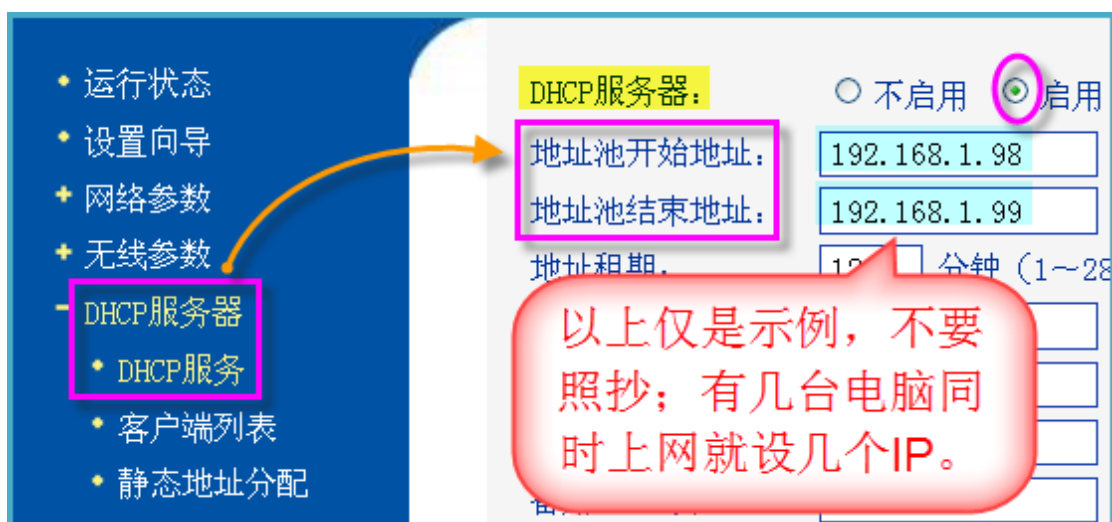 运行状态
设置向导
网络参数
无线参数
DHCP服务器
DHCP服务
客户端列表
静态地址分配
DHCP服务器: 不启用 启用
地址池开始地址: 192.168.1.98
地址池结束地址: 192.168.1.99
地址租期: 分钟 (1~28
以上仅是示例，不要
照抄；有几台电脑同
时上网就设几个IP。